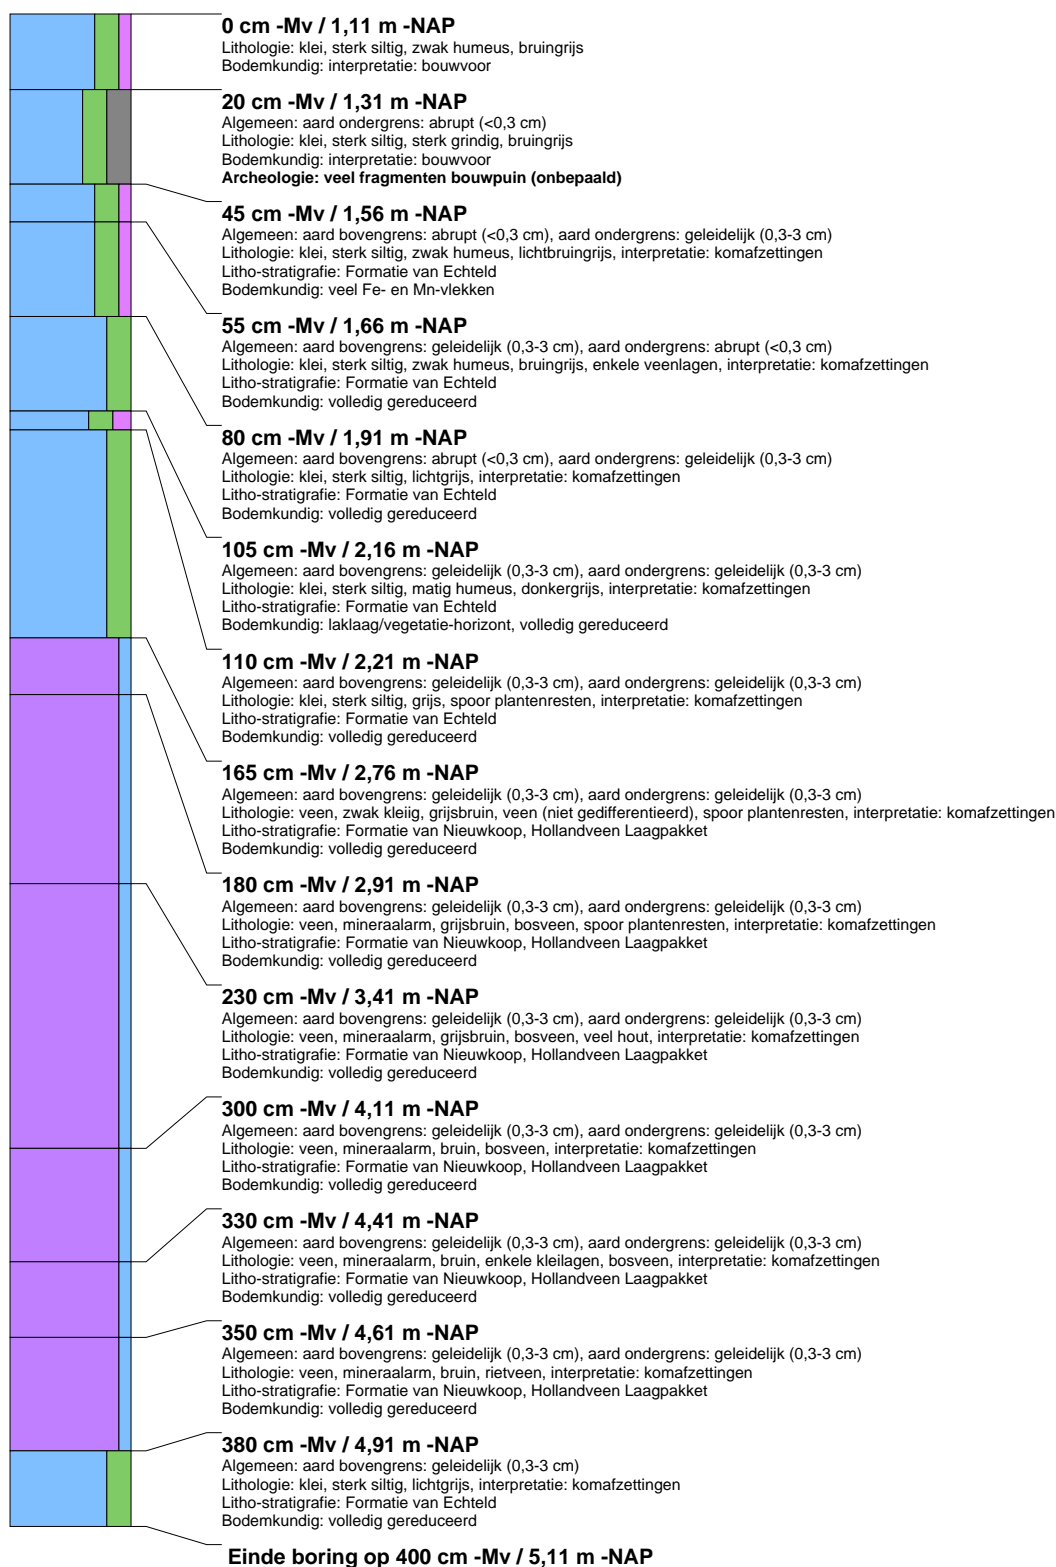 0 cm -Mv / 1,11 m -NAP
Lithologie: klei, sterk siltig, zwak humeus, bruingrijs
Bodemkundig: interpretatie: bouwvoor
20 cm -Mv / 1,31 m -NAP
Algemeen: aard ondergrens: abrupt (<0,3 cm)
Lithologie: klei, sterk siltig, sterk grindig, bruingrijs
Bodemkundig: interpretatie: bouwvoor
Archeologie: veel fragmenten bouwpuin (onbepaald)
45 cm -Mv / 1,56 m -NAP
Algemeen: aard bovengrens: abrupt (<0,3 cm), aard ondergrens: geleidelijk (0,3-3 cm)
Lithologie: klei, sterk siltig, zwak humeus, lichtbruingrijs, interpretatie: komafzettingen
Litho-stratigrafie: Formatie van Echteld
Bodemkundig: veel Fe- en Mn-vlekken
55 cm -Mv / 1,66 m -NAP
Algemeen: aard bovengrens: geleidelijk (0,3-3 cm), aard ondergrens: abrupt (<0,3 cm)
Lithologie: klei, sterk siltig, zwak humeus, bruingrijs, enkele veenlagen, interpretatie: komafzettingen
Litho-stratigrafie: Formatie van Echteld
Bodemkundig: volledig gereduceerd
80 cm -Mv / 1,91 m -NAP
Algemeen: aard bovengrens: abrupt (<0,3 cm), aard ondergrens: geleidelijk (0,3-3 cm)
Lithologie: klei, sterk siltig, lichtgrijs, interpretatie: komafzettingen
Litho-stratigrafie: Formatie van Echteld
Bodemkundig: volledig gereduceerd
105 cm -Mv / 2,16 m -NAP
Algemeen: aard bovengrens: geleidelijk (0,3-3 cm), aard ondergrens: geleidelijk (0,3-3 cm)
Lithologie: klei, sterk siltig, matig humeus, donkergrijs, interpretatie: komafzettingen
Litho-stratigrafie: Formatie van Echteld
Bodemkundig: laklaag/vegetatie-horizont, volledig gereduceerd
110 cm -Mv / 2,21 m -NAP
Algemeen: aard bovengrens: geleidelijk (0,3-3 cm), aard ondergrens: geleidelijk (0,3-3 cm)
Lithologie: klei, sterk siltig, grijs, spoor plantenresten, interpretatie: komafzettingen
Litho-stratigrafie: Formatie van Echteld
Bodemkundig: volledig gereduceerd
165 cm -Mv / 2,76 m -NAP
Algemeen: aard bovengrens: geleidelijk (0,3-3 cm), aard ondergrens: geleidelijk (0,3-3 cm)
Lithologie: veen, zwak kleiig, grijsbruin, veen (niet gedifferentieerd), spoor plantenresten, interpretatie: komafzettingen
Litho-stratigrafie: Formatie van Nieuwkoop, Hollandveen Laagpakket
Bodemkundig: volledig gereduceerd
180 cm -Mv / 2,91 m -NAP
Algemeen: aard bovengrens: geleidelijk (0,3-3 cm), aard ondergrens: geleidelijk (0,3-3 cm)
Lithologie: veen, mineraalarm, grijsbruin, bosveen, spoor plantenresten, interpretatie: komafzettingen
Litho-stratigrafie: Formatie van Nieuwkoop, Hollandveen Laagpakket
Bodemkundig: volledig gereduceerd
230 cm -Mv / 3,41 m -NAP
Algemeen: aard bovengrens: geleidelijk (0,3-3 cm), aard ondergrens: geleidelijk (0,3-3 cm)
Lithologie: veen, mineraalarm, grijsbruin, bosveen, veel hout, interpretatie: komafzettingen
Litho-stratigrafie: Formatie van Nieuwkoop, Hollandveen Laagpakket
Bodemkundig: volledig gereduceerd
300 cm -Mv / 4,11 m -NAP
Algemeen: aard bovengrens: geleidelijk (0,3-3 cm), aard ondergrens: geleidelijk (0,3-3 cm)
Lithologie: veen, mineraalarm, bruin, bosveen, interpretatie: komafzettingen
Litho-stratigrafie: Formatie van Nieuwkoop, Hollandveen Laagpakket
Bodemkundig: volledig gereduceerd
330 cm -Mv / 4,41 m -NAP
Algemeen: aard bovengrens: geleidelijk (0,3-3 cm), aard ondergrens: geleidelijk (0,3-3 cm)
Lithologie: veen, mineraalarm, bruin, enkele kleilagen, bosveen, interpretatie: komafzettingen
Litho-stratigrafie: Formatie van Nieuwkoop, Hollandveen Laagpakket
Bodemkundig: volledig gereduceerd
350 cm -Mv / 4,61 m -NAP
Algemeen: aard bovengrens: geleidelijk (0,3-3 cm), aard ondergrens: geleidelijk (0,3-3 cm)
Lithologie: veen, mineraalarm, bruin, rietveen, interpretatie: komafzettingen
Litho-stratigrafie: Formatie van Nieuwkoop, Hollandveen Laagpakket
Bodemkundig: volledig gereduceerd
380 cm -Mv / 4,91 m -NAP
Algemeen: aard bovengrens: geleidelijk (0,3-3 cm)
Lithologie: klei, sterk siltig, lichtgrijs, interpretatie: komafzettingen
Litho-stratigrafie: Formatie van Echteld
Bodemkundig: volledig gereduceerd
Einde boring op 400 cm -Mv / 5,11 m -NAP